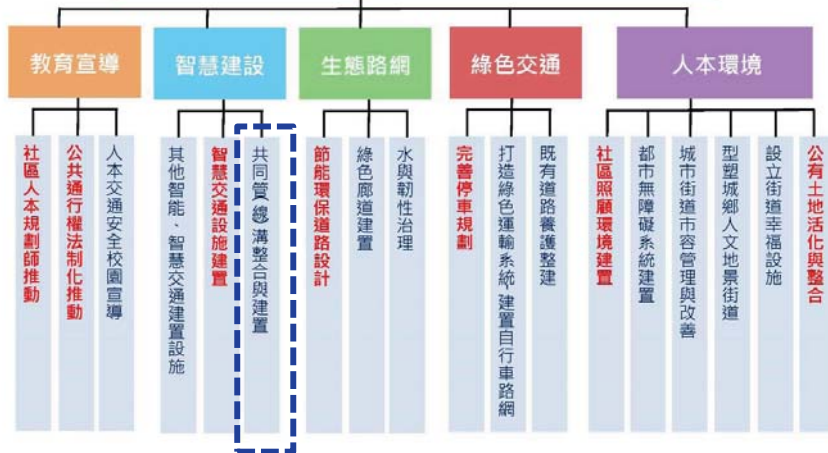 教育宣導
智慧建設
生態路網
綠色交通
人本環境
社區人本規劃師推動
公共通行權法制化推動
人本交通安全校園宣導
其他智能、智慧交通建置設施
智慧交通設施建置
共同管(線)溝整合與建置
節能環保道路設計
綠色廊道建置
水與韌性治理
完善停車規劃
打造綠色運輸系統、建置自行車路網
既有道路養護整建
社區照顧環境建置
都市無障礙系統建置
城市街道市容管理與改善
型塑城鄉人文地景街道
設立街道幸福設施
公有土地活化與整合